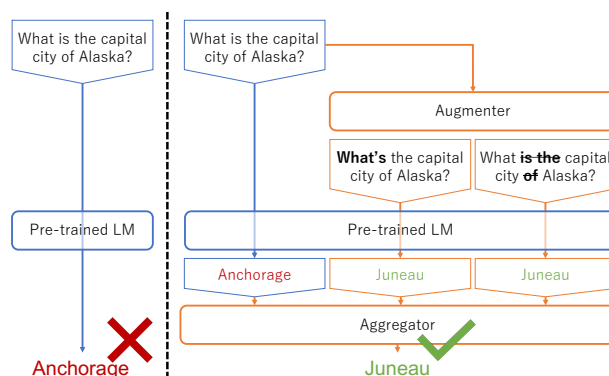 What is the capital
city of Alaska?
Pre-trained LM
Anchorage
What is the capital
city of Alaska?
Augmenter
What's the capital
city of Alaska?
What is the capital
city of Alaska?
Pre-trained LM
Anchorage
Juneau
Juneau
Aggregator
Juneau